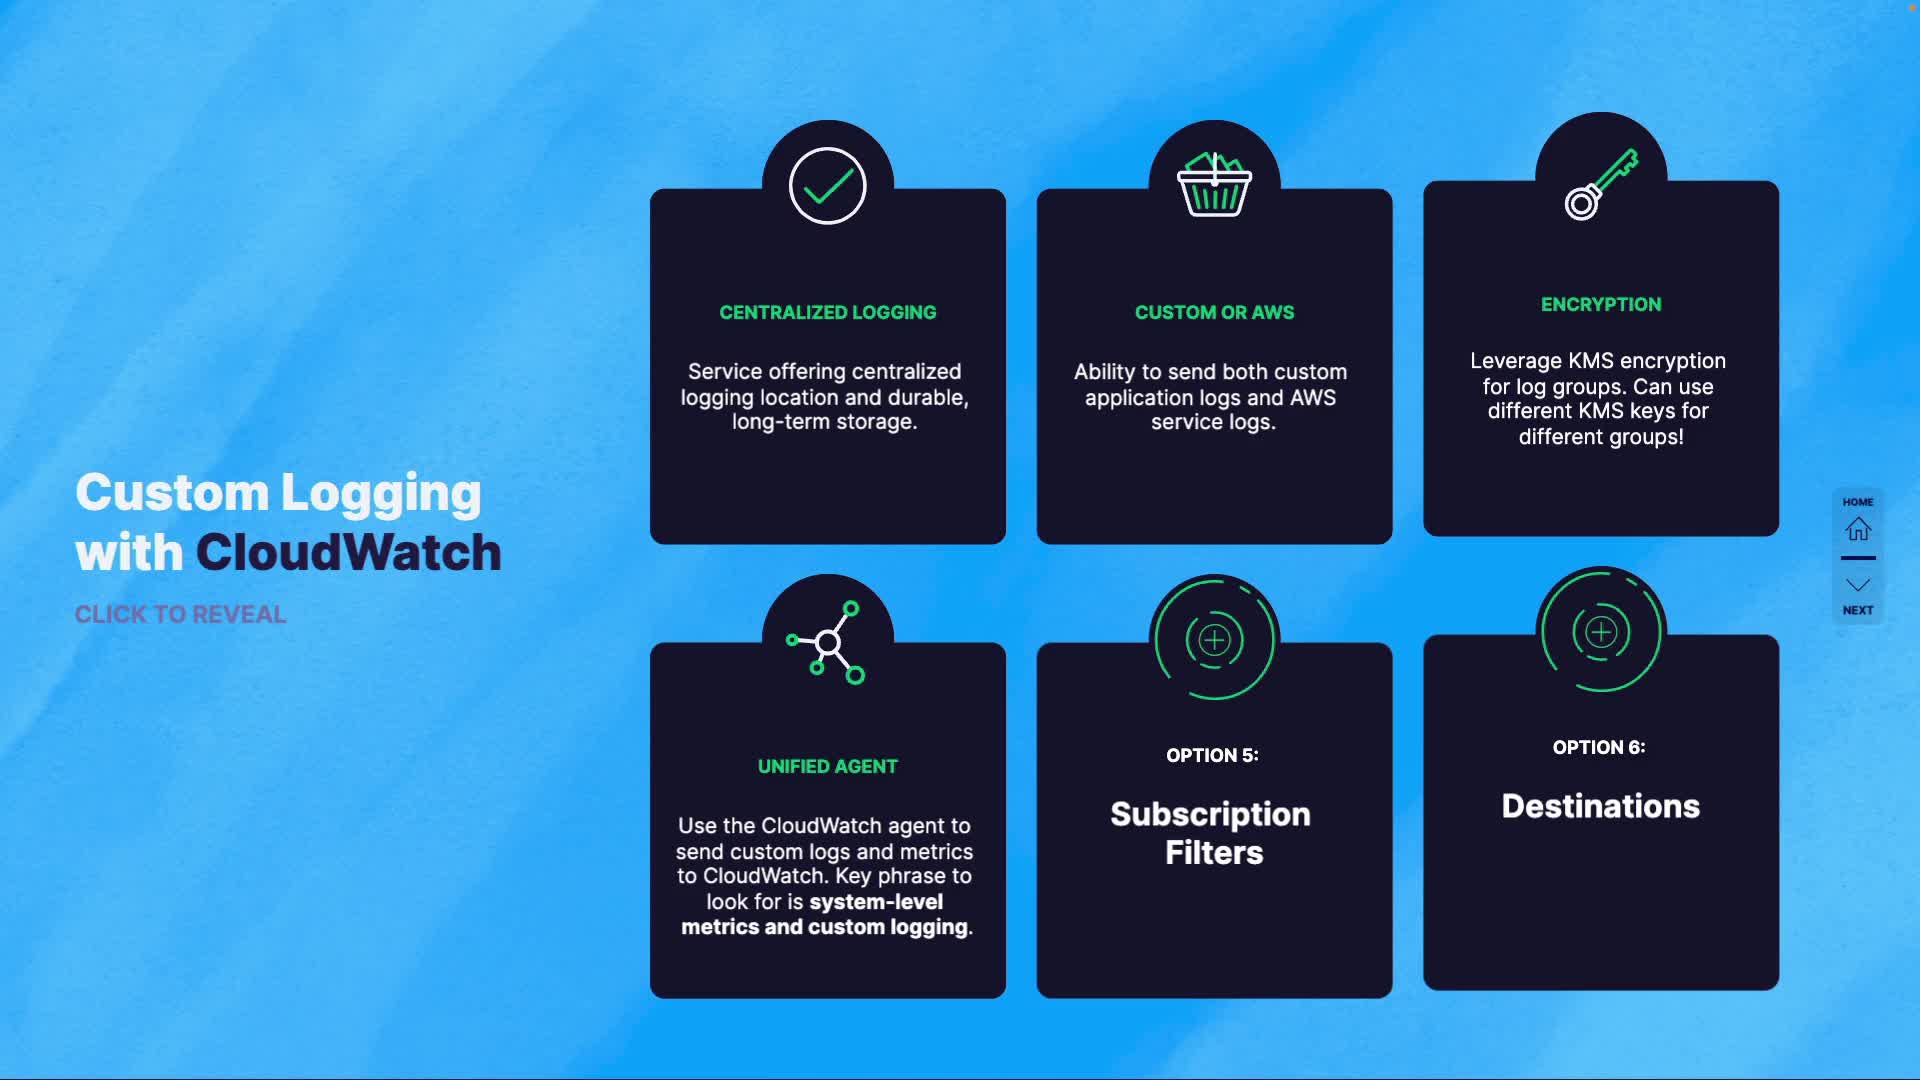 Custom Logging
with CloudWatch
CLICK TO REVEAL
CENTRALIZED LOGGING
Service offering centralized
logging location and durable,
long-term storage.
CUSTOM OR AWS
Ability to send both custom
application logs and AWS
service logs.
ENCRYPTION
Leverage KMS encryption
for log groups. Can use
different KMS keys for
different groups!
UNIFIED AGENT
Use the CloudWatch agent to
send custom logs and metrics
to CloudWatch. Key phrase to
look for is system-level
metrics and custom logging.
OPTION 5:
Subscription
Filters
OPTION 6:
Destinations
HOME
NEXT